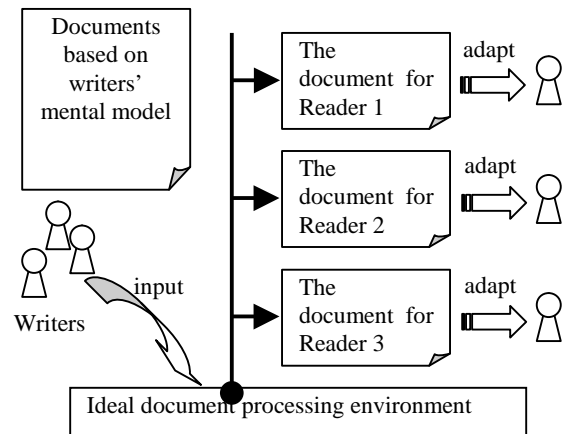 Documents
based on
writers'
mental model
The
document for
Reader 1
adapt
The
document for
Reader 2
adapt
The
document for
Reader 3
adapt
input
Writers
Ideal document processing environment